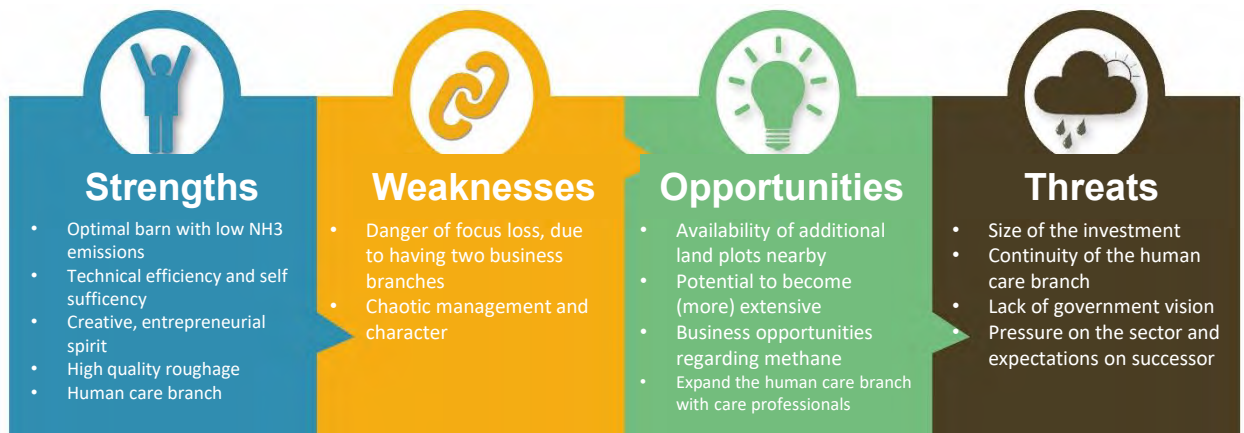 Strengths
• Optimal barn with low NH3
emissions
• Technical efficiency and self
sufficency
• Creative, entrepreneurial
spirit
• High quality roughage
• Human care branch
Weaknesses
• Danger of focus loss, due
to having two business
branches
• Chaotic management and
character
Opportunities
• Availability of additional
land plots nearby
• Potential to become
(more) extensive
• Business opportunities
regarding methane
• Expand the human care branch
with care professionals
Threats
• Size of the investment
• Continuity of the human
care branch
• Lack of government vision
• Pressure on the sector and
expectations on successor